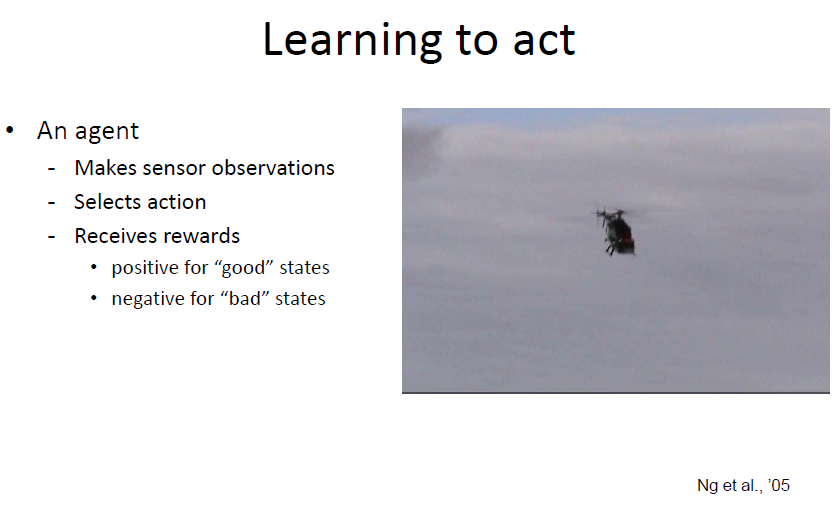 Learning to act
• An agent
- Makes sensor observations
- Selects action
- Receives rewards
• positive for “good” states
• negative for “bad” states
Ng et al., ’05